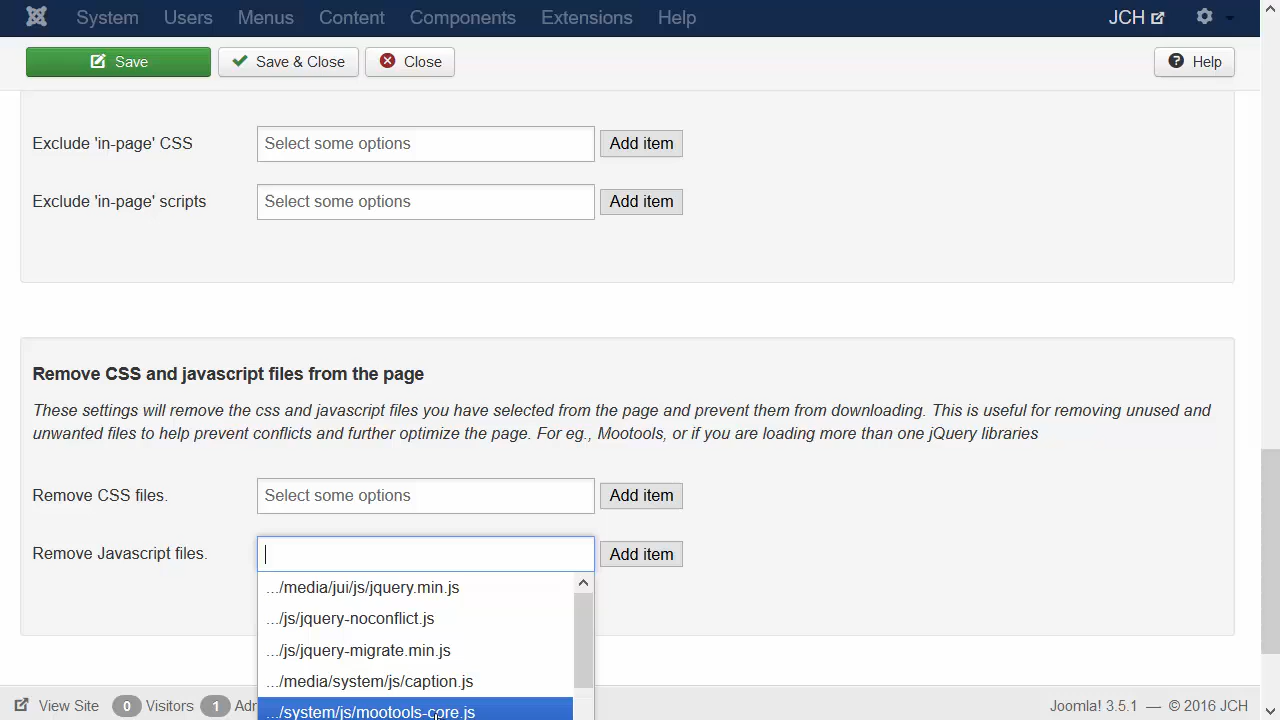 System Users Menus Content Components Extensions Help JCH
Save Save & Close Close Help
Exclude 'in-page' CSS Select some options Add item
Exclude 'in-page' scripts Select some options Add item
Remove CSS and javascript files from the page
These settings will remove the css and javascript files you have selected from the page and prevent them from downloading. This is useful for removing unused and
unwanted files to help prevent conflicts and further optimize the page. For eg., Mootools, or if you are loading more than one jQuery libraries
Remove CSS files. Select some options Add item
Remove Javascript files. Add item
.../media/jui/js/jquery.min.js
.../js/jquery-noconflict.js
.../js/jquery-migrate.min.js
.../media/system/js/caption.js
.../system/js/mootools-core.js
View Site 0 Visitors 1 Adr Joomla! 3.5.1 — © 2016 JCH